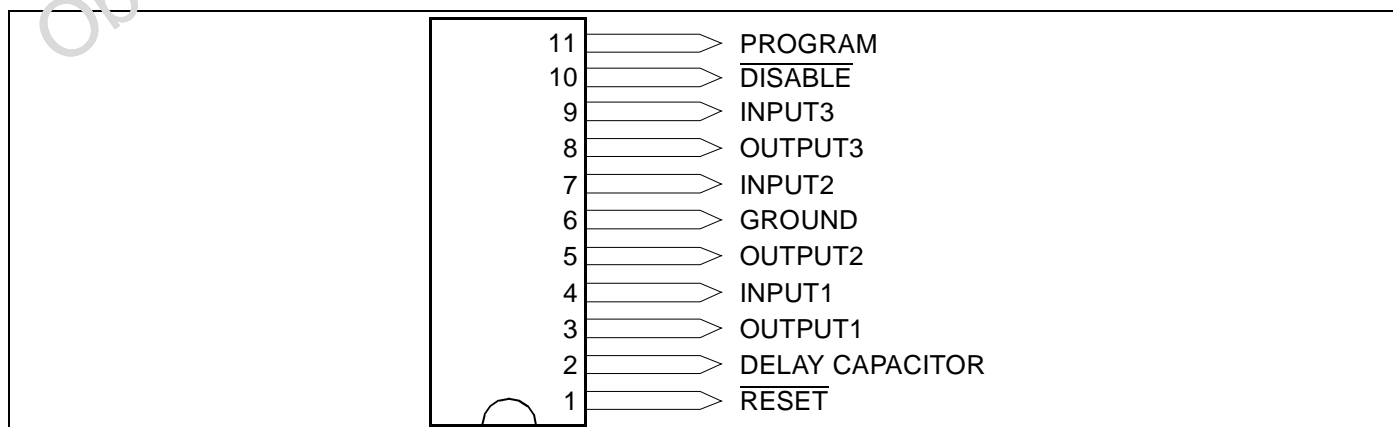 11 PROGRAM
10 DISABLE
9 INPUT3
8 OUTPUT3
7 INPUT2
6 GROUND
5 OUTPUT2
4 INPUT1
3 OUTPUT1
2 DELAY CAPACITOR
1 RESET